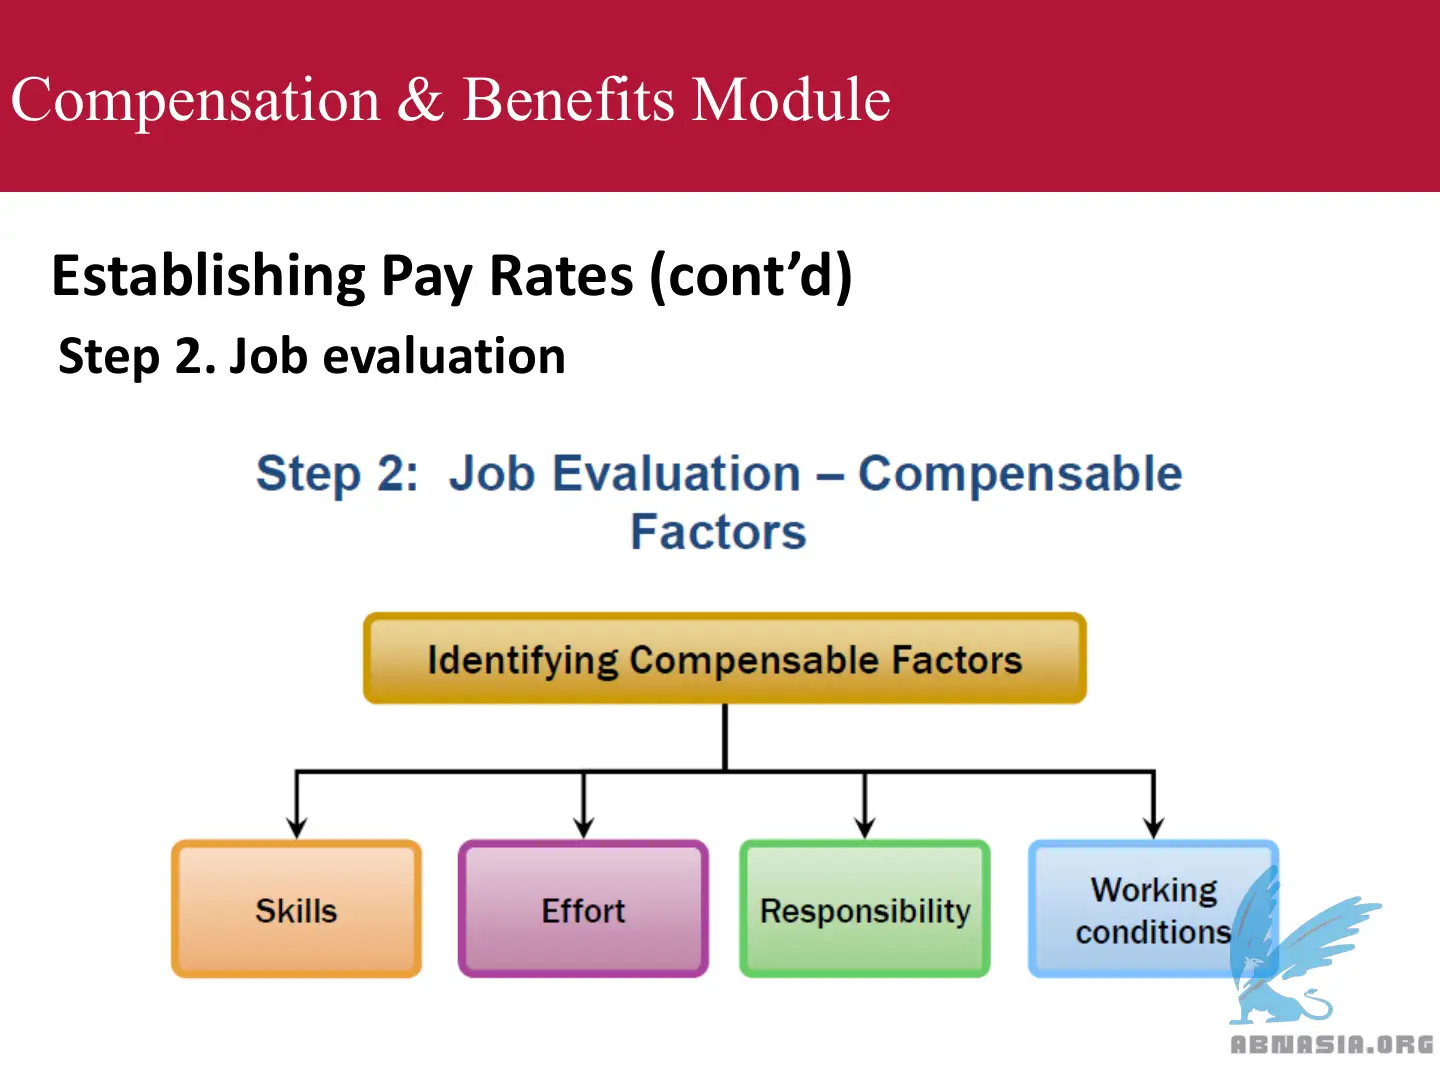 Compensation & Benefits Module
Establishing Pay Rates (cont’d)
Step 2. Job evaluation
Step 2: Job Evaluation – Compensable
Factors
Identifying Compensable Factors
Skills
Effort
Responsibility
Working
conditions
ABNASIA.ORG